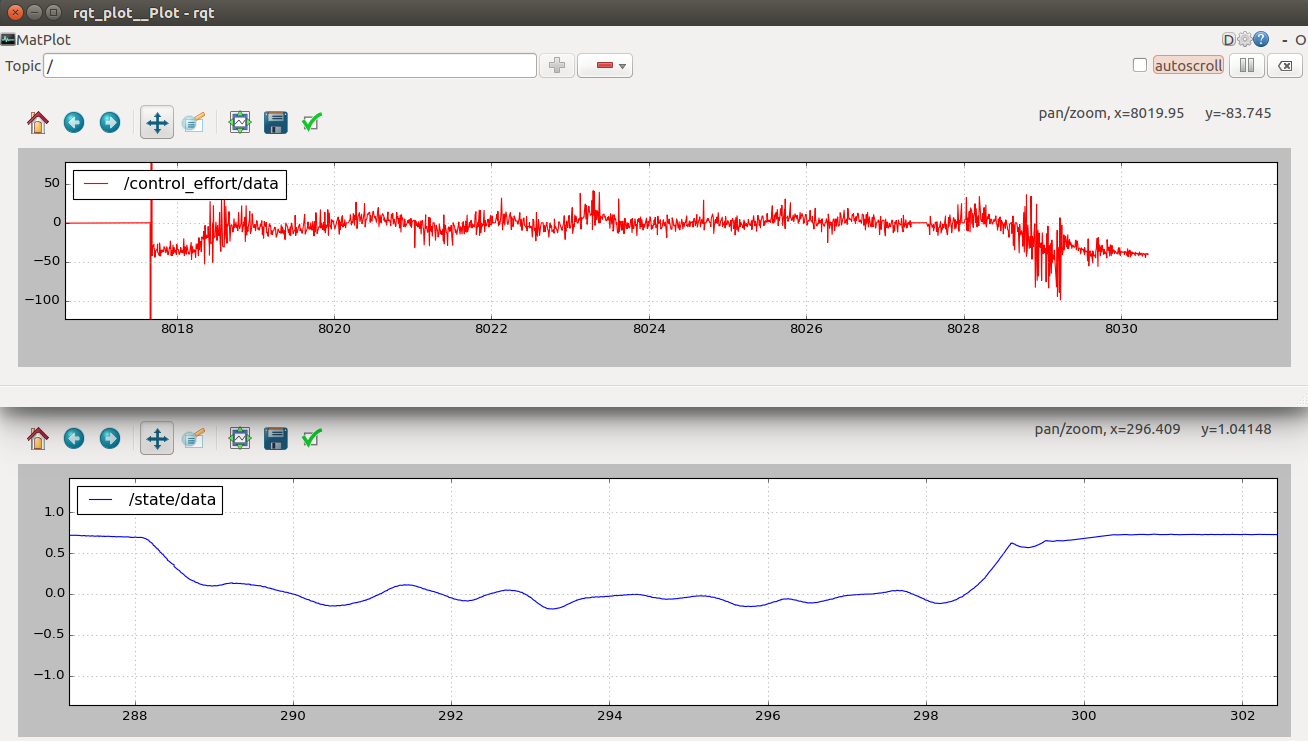 rqt_plot__Plot - rqt
MatPlot D - O
Topic / autoscroll
pan/zoom, x=8019.95 y=-83.745
/control_effort/data
50
0
−50
−100
8018 8020 8022 8024 8026 8028 8030
pan/zoom, x=296.409 y=1.04148
/state/data
1.0
0.5
0.0
−0.5
−1.0
288 290 292 294 296 298 300 302